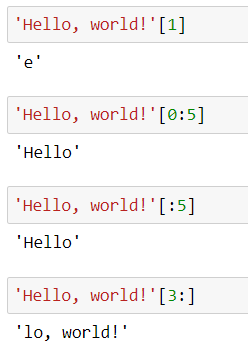 'Hello, world!'[1]
'e'
'Hello, world!'[0:5]
'Hello'
'Hello, world!'[:5]
'Hello'
'Hello, world!'[3:]
'lo, world!'